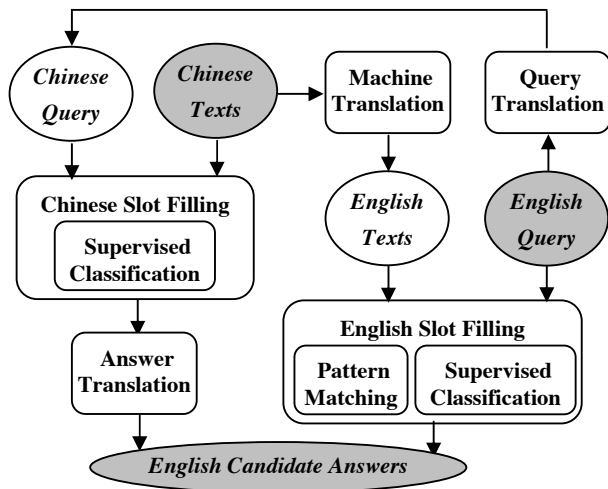 Chinese
Query
Chinese
Texts
Machine
Translation
Query
Translation
Chinese Slot Filling
Supervised
Classification
English
Texts
English
Query
Answer
Translation
English Slot Filling
Pattern
Matching
Supervised
Classification
English Candidate Answers